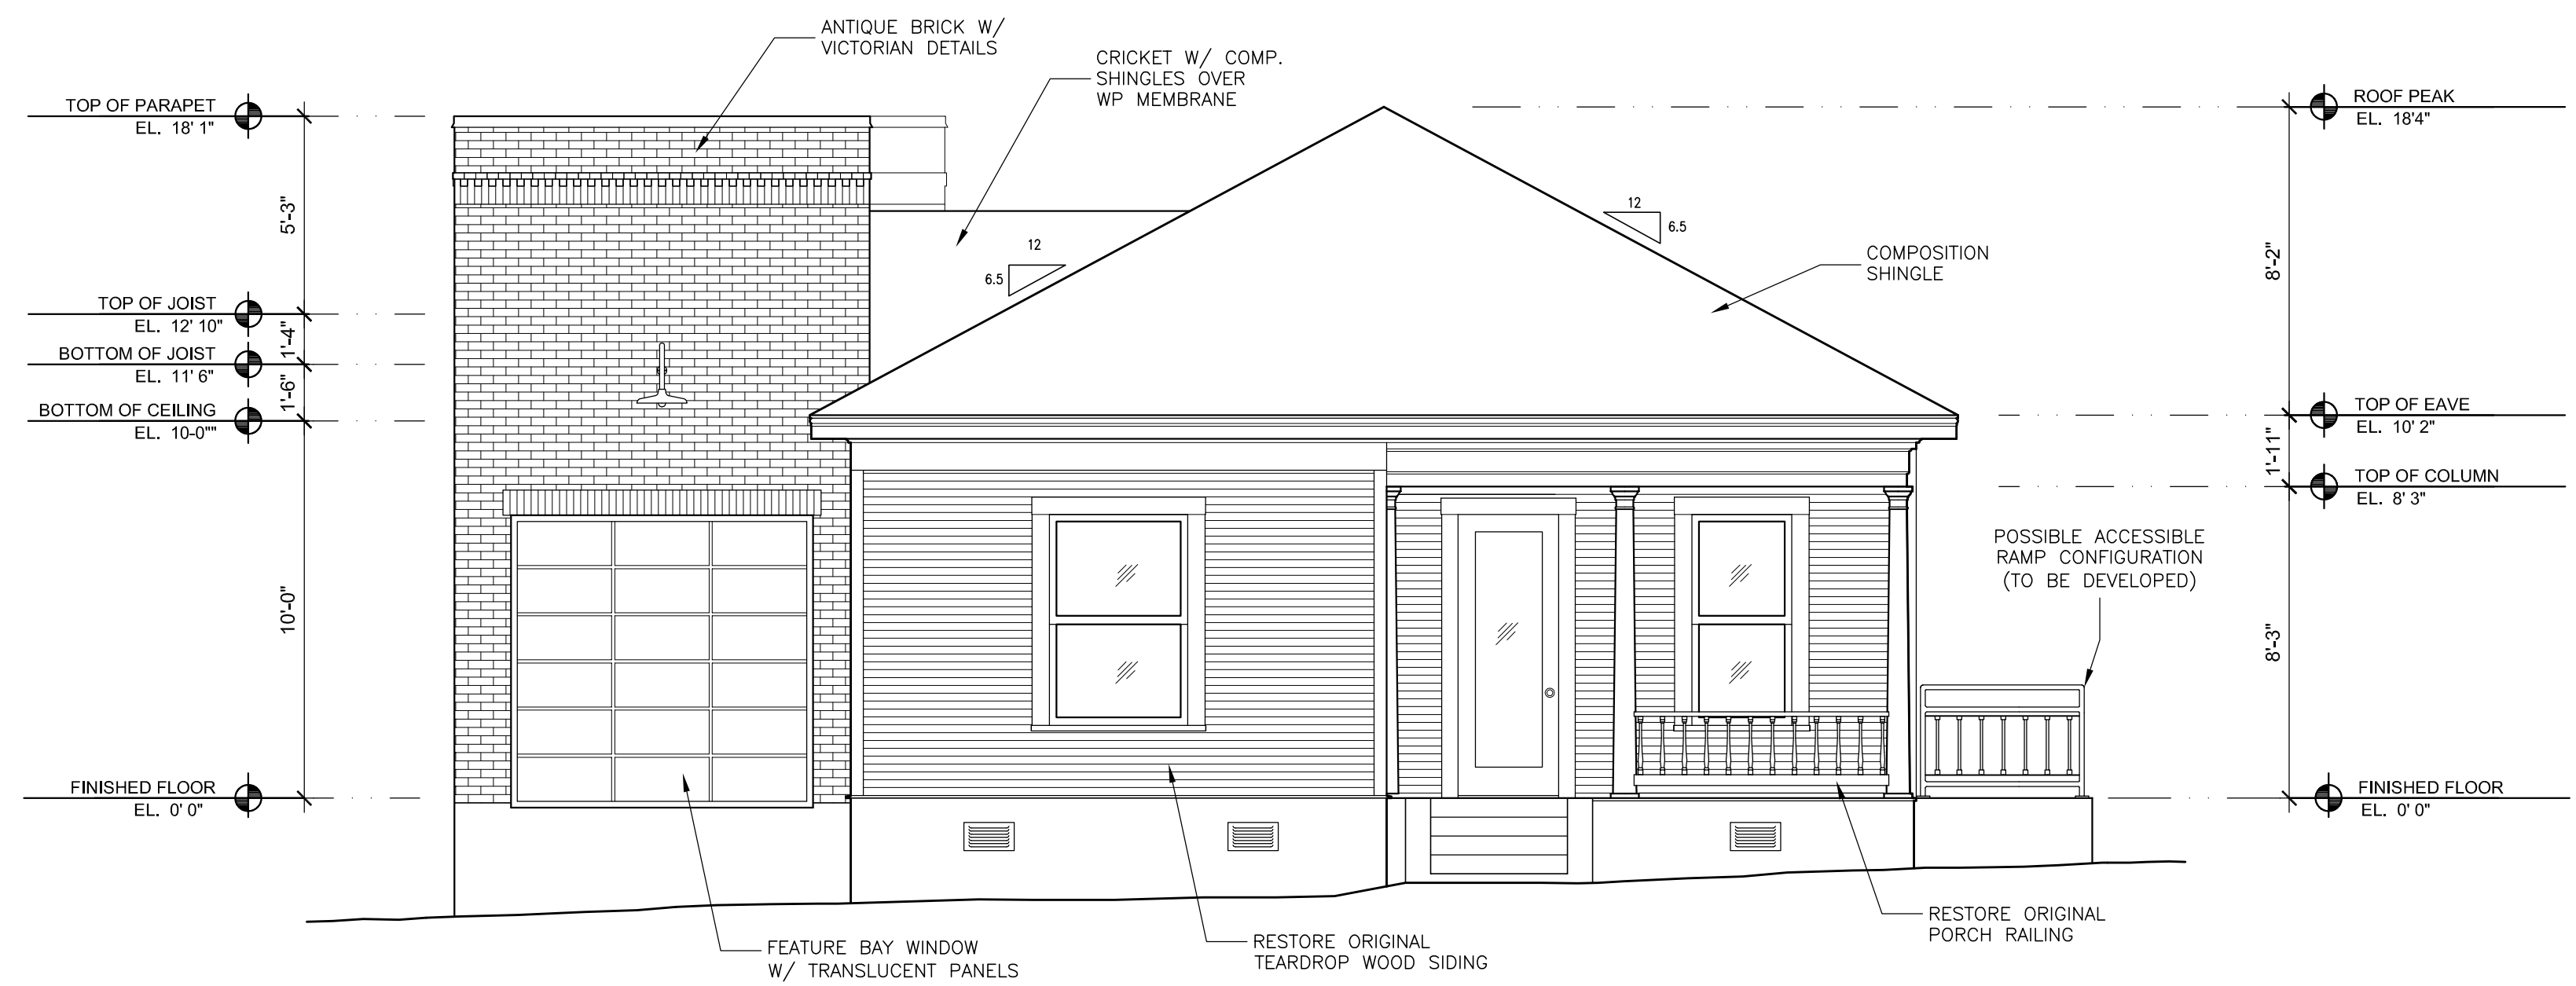 ANTIQUE BRICK W/
VICTORIAN DETAILS
CRICKET W/ COMP.
SHINGLES OVER
WP MEMBRANE
TOP OF PARAPET
EL. 18' 1"
5'-3"
TOP OF JOIST
EL. 12' 10"
1'-4"
BOTTOM OF JOIST
EL. 11' 6"
1'-6"
BOTTOM OF CEILING
EL. 10-0""
10'-0"
FINISHED FLOOR
EL. 0' 0"
12
6.5
12
6.5
COMPOSITION
SHINGLE
ROOF PEAK
EL. 18'4"
8'-2"
TOP OF EAVE
EL. 10' 2"
1'-11"
TOP OF COLUMN
EL. 8' 3"
8'-3"
POSSIBLE ACCESSIBLE
RAMP CONFIGURATION
(TO BE DEVELOPED)
FINISHED FLOOR
EL. 0' 0"
FEATURE BAY WINDOW
W/ TRANSLUCENT PANELS
RESTORE ORIGINAL
TEARDROP WOOD SIDING
RESTORE ORIGINAL
PORCH RAILING